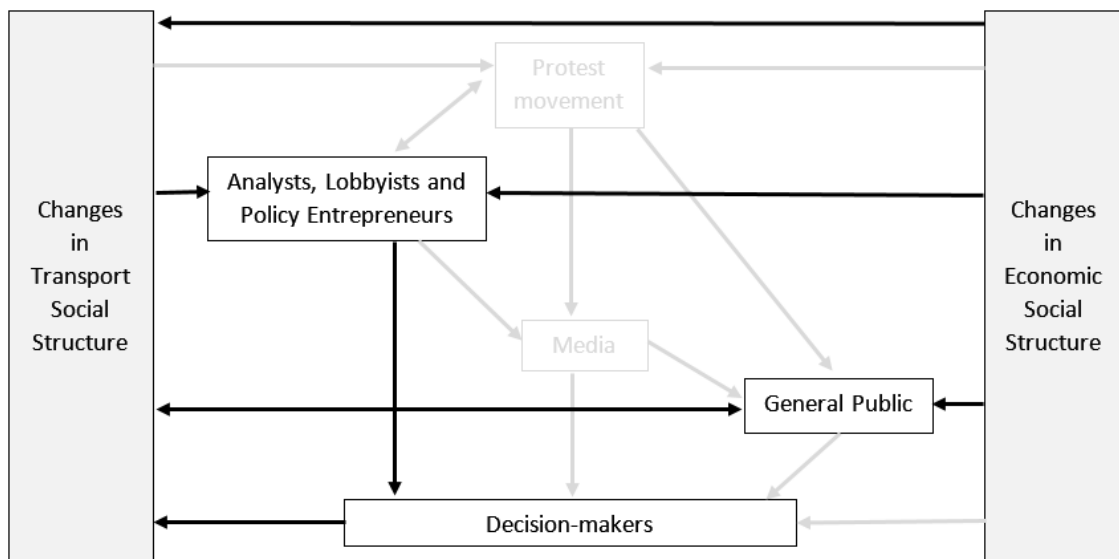 Protest
movement
Analysts, Lobbyists and
Policy Entrepreneurs
Changes
in
Transport
Social
Structure
Changes
in
Economic
Social
Structure
Media
General Public
Decision-makers